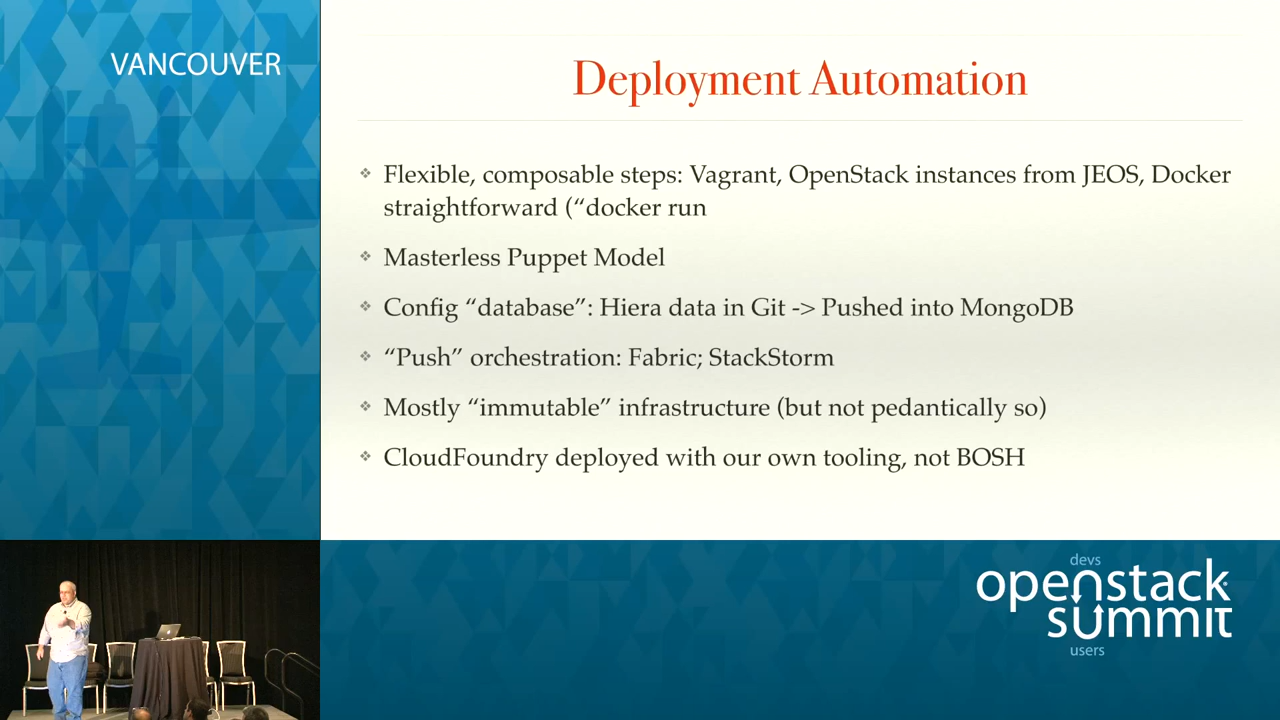 VANCOUVER
Deployment Automation
❖ Flexible, composable steps: Vagrant, OpenStack instances from JEOS, Docker
straightforward (“docker run
❖ Masterless Puppet Model
❖ Config “database”: Hiera data in Git -> Pushed into MongoDB
❖ “Push” orchestration: Fabric; StackStorm
❖ Mostly “immutable” infrastructure (but not pedantically so)
❖ CloudFoundry deployed with our own tooling, not BOSH
devs
openstack
summit
users